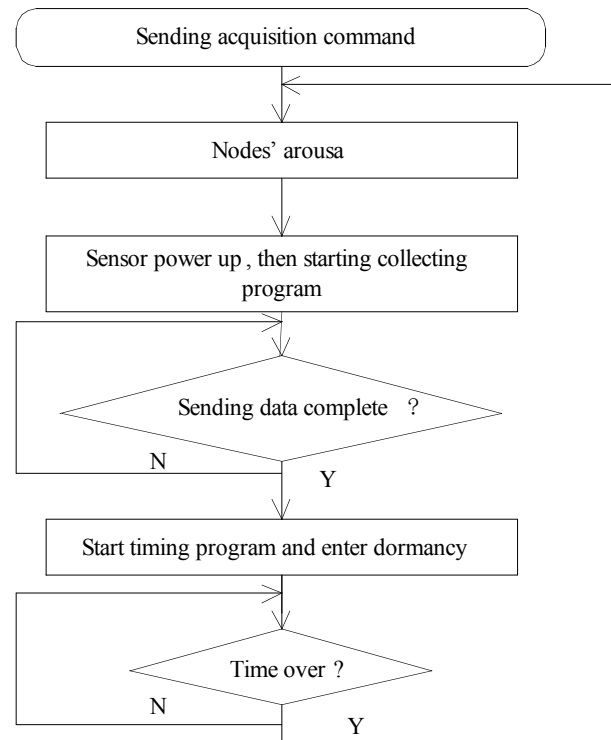 Sending acquisition command
Nodes’ arousa
Sensor power up , then starting collecting
program
Sending data complete ？
N
Y
Start timing program and enter dormancy
Time over ？
N
Y